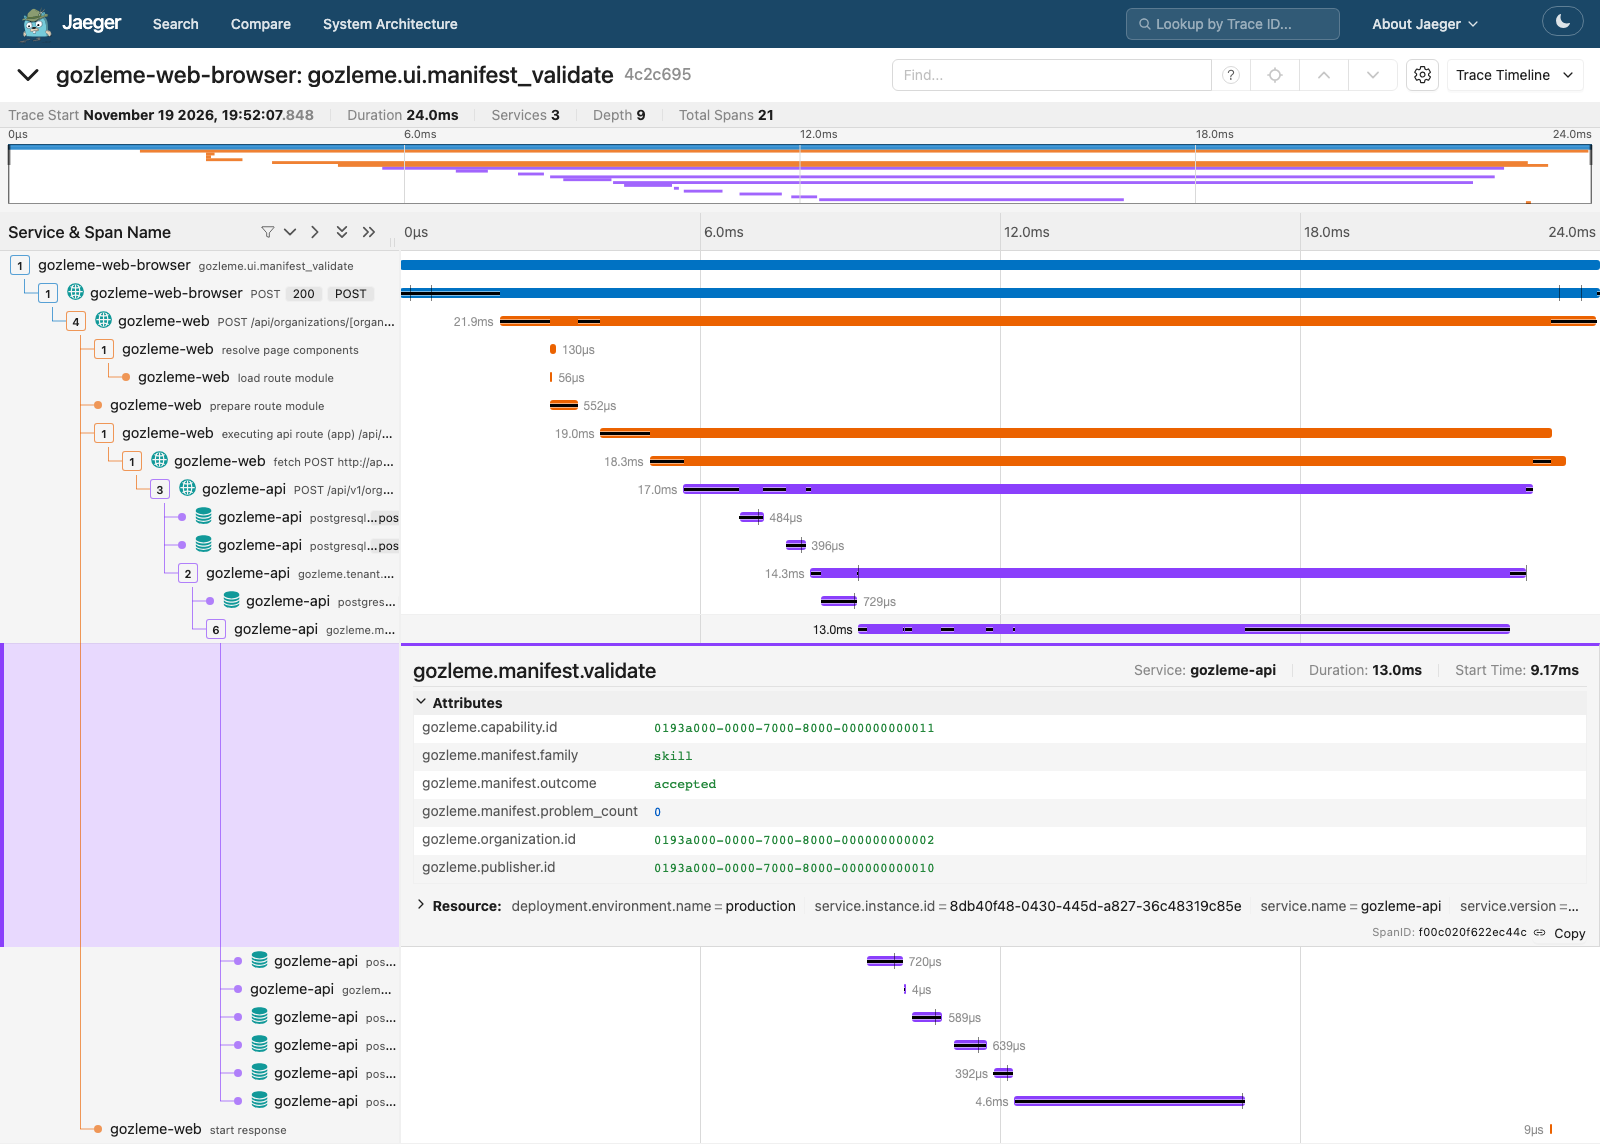 Jaeger Search Compare System Architecture Lookup by Trace ID... About Jaeger
gozleme-web-browser: gozleme.ui.manifest_validate 4c2c695 Find... ? Trace Timeline
Trace Start November 19 2026, 19:52:07.848 Duration 24.0ms Services 3 Depth 9 Total Spans 21
0μs 6.0ms 12.0ms 18.0ms 24.0ms
Service & Span Name 0μs 6.0ms 12.0ms 18.0ms 24.0ms
1 gozleme-web-browser gozleme.ui.manifest_validate
1 gozleme-web-browser POST 200 POST
4 gozleme-web POST /api/organizations/[organ... 21.9ms
1 gozleme-web resolve page components 130μs
gozleme-web load route module 56μs
gozleme-web prepare route module 552μs
1 gozleme-web executing api route (app) /api/... 19.0ms
1 gozleme-web fetch POST http://ap... 18.3ms
3 gozleme-api POST /api/v1/org... 17.0ms
gozleme-api postgresql...pos 484μs
gozleme-api postgresql...pos 396μs
2 gozleme-api gozleme.tenant.... 14.3ms
gozleme-api postgres... 729μs
6 gozleme-api gozleme.m... 13.0ms
gozleme.manifest.validate Service: gozleme-api Duration: 13.0ms Start Time: 9.17ms
Attributes
gozleme.capability.id 0193a000-0000-7000-8000-000000000011
gozleme.manifest.family skill
gozleme.manifest.outcome accepted
gozleme.manifest.problem_count 0
gozleme.organization.id 0193a000-0000-7000-8000-000000000002
gozleme.publisher.id 0193a000-0000-7000-8000-000000000010
Resource: deployment.environment.name = production service.instance.id = 8db40f48-0430-445d-a827-36c48319c85e service.name = gozleme-api service.version =...
SpanID: f00c020f622ec44c Copy
gozleme-api pos... 720μs
gozleme-api gozlem... 4μs
gozleme-api pos... 589μs
gozleme-api pos... 639μs
gozleme-api pos... 392μs
gozleme-api pos... 4.6ms
gozleme-web start response 9μs